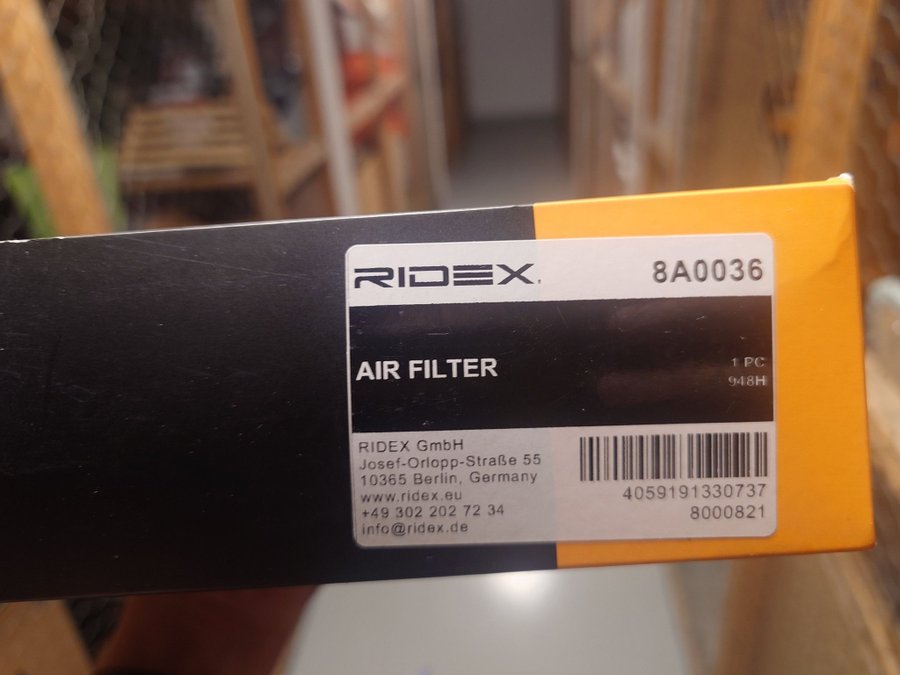 RIDEX
8A0036
AIR FILTER
1 PC
948H
RIDEX GmbH
Josef-Orlopp-Straße 55
10365 Berlin, Germany
www.ridex.eu
+49 302 202 72 34
info@ridex.de
4059191330737
8000821